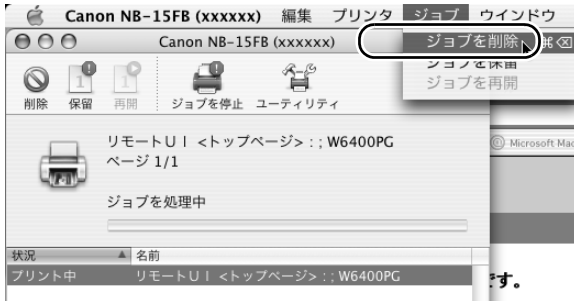 Canon NB-15FB (xxxxxx) 編集 プリンタ ジョブ ウインドウ
Canon NB-15FB (xxxxxx)
ジョブを削除 ⌘⌫
ジョブを保留
ジョブを再開
削除 保留 再開 ジョブを停止 ユーティリティ
リモートUI <トップページ> : ; W6400PG
ページ 1/1
ジョブを処理中
Microsoft Mac
状況 ▲ 名前
プリント中 リモートUI <トップページ> : ; W6400PG
です。